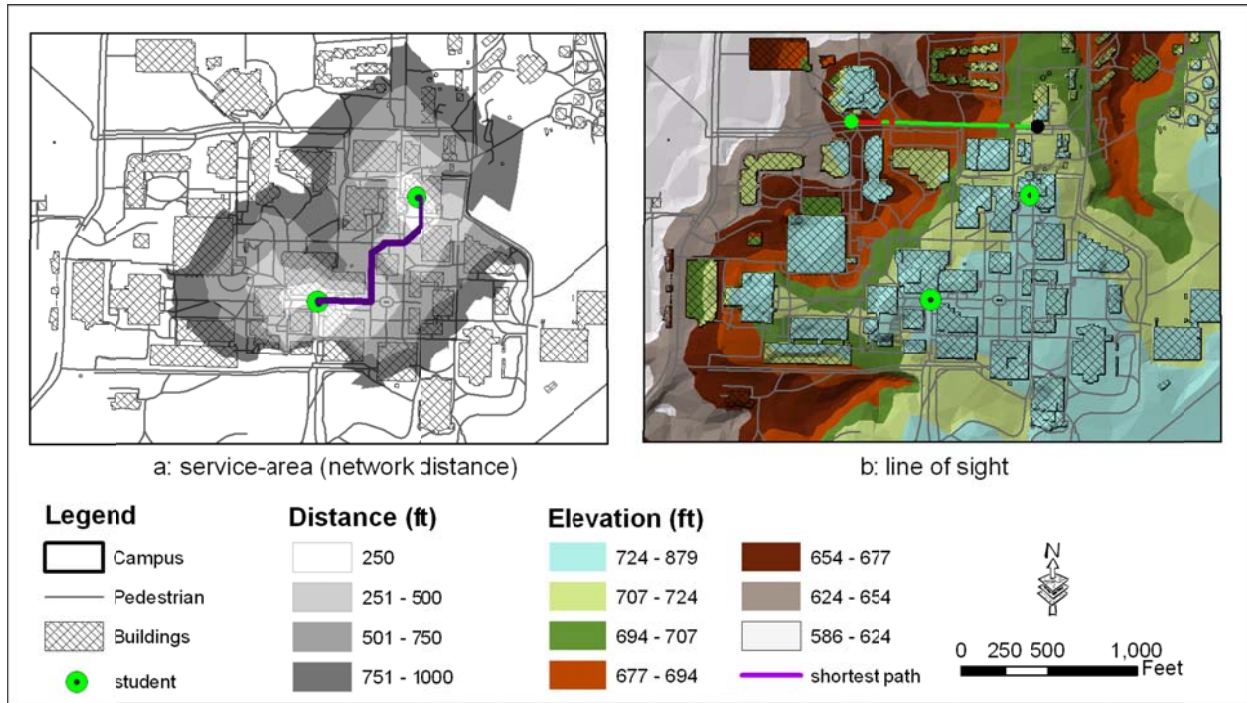 a: service-area (network distance)
b: line of sight
Legend
Campus
Pedestrian
Buildings
student
Distance (ft)
250
251 - 500
501 - 750
751 - 1000
Elevation (ft)
724 - 879
707 - 724
694 - 707
677 - 694
654 - 677
624 - 654
586 - 624
shortest path
N
0 250 500 1,000
Feet